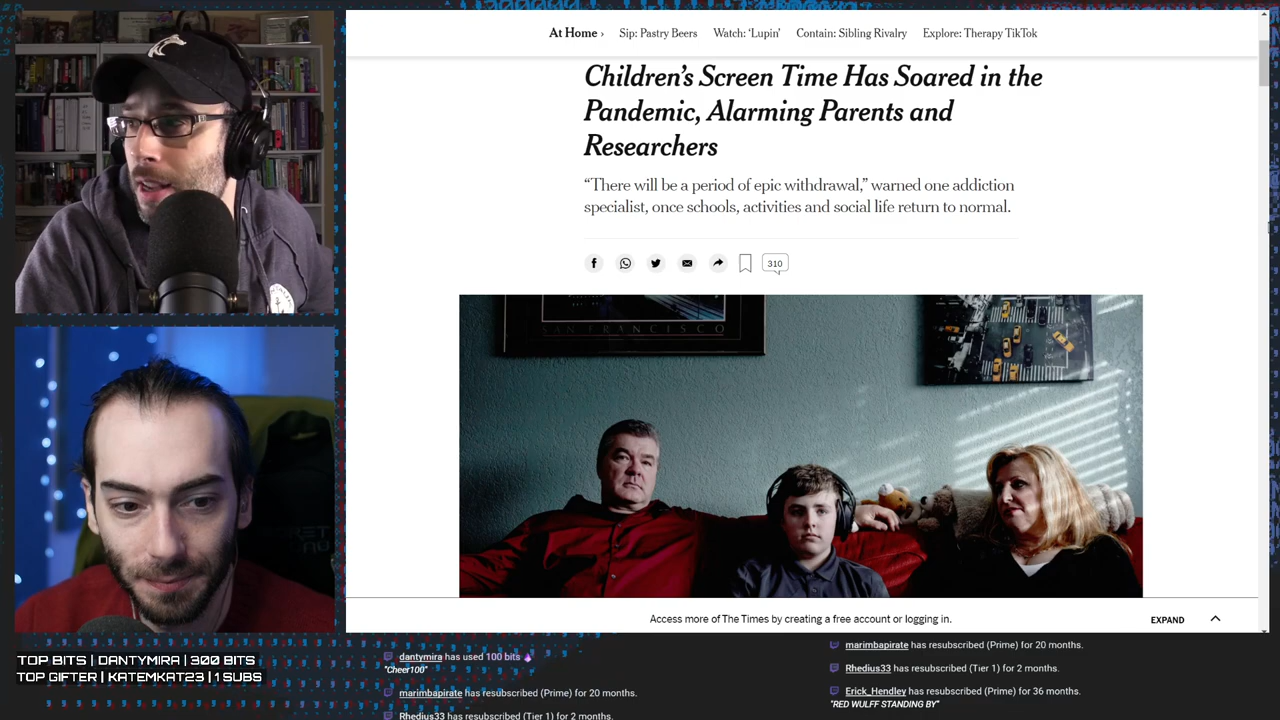 At Home ›
Sip: Pastry Beers
Watch: ‘Lupin’
Contain: Sibling Rivalry
Explore: Therapy TikTok
Children’s Screen Time Has Soared in the
Pandemic, Alarming Parents and
Researchers
“There will be a period of epic withdrawal,” warned one addiction
specialist, once schools, activities and social life return to normal.
310
SAN FRANCISCO
Access more of The Times by creating a free account or logging in.
EXPAND
TOP BITS | DANTYMIRA | 300 BITS
TOP GIFTER | KATEMKAT23 | 1 SUBS
dantymira has used 100 bits
"Cheer100"
marimbapirate has resubscribed (Prime) for 20 months.
Rhedius33 has resubscribed (Tier 1) for 2 months.
marimbapirate has resubscribed (Prime) for 20 months.
Rhedius33 has resubscribed (Tier 1) for 2 months.
Erick_Hendley has resubscribed (Prime) for 36 months.
"RED WULFF STANDING BY"